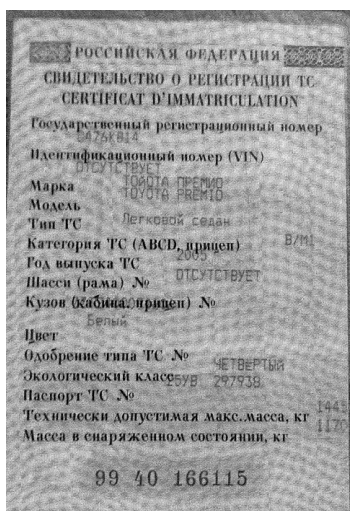 РОССИЙСКАЯ ФЕДЕРАЦИЯ
СВИДЕТЕЛЬСТВО О РЕГИСТРАЦИИ ТС
CERTIFICAT D'IMMATRICULATION
Государственный регистрационный номер
Идентификационный номер (VIN)
ОТСУТСТВУЕТ
Марка ТОЙОТА ПРЕМИО
Модель TOYOTA PREMIO
Тип ТС Легковой седан
Категория ТС (ABCD, прицеп) B/M1
Год выпуска ТС 2005
Шасси (рама) № ОТСУТСТВУЕТ
Кузов (кабина, прицеп) №
Белый
Цвет
Одобрение типа ТС №
Экологический класс ЧЕТВЕРТЫЙ
Паспорт ТС № 25УВ 297938
Технически допустимая макс.масса, кг 1445
Масса в снаряженном состоянии, кг 1170
99 40 166115